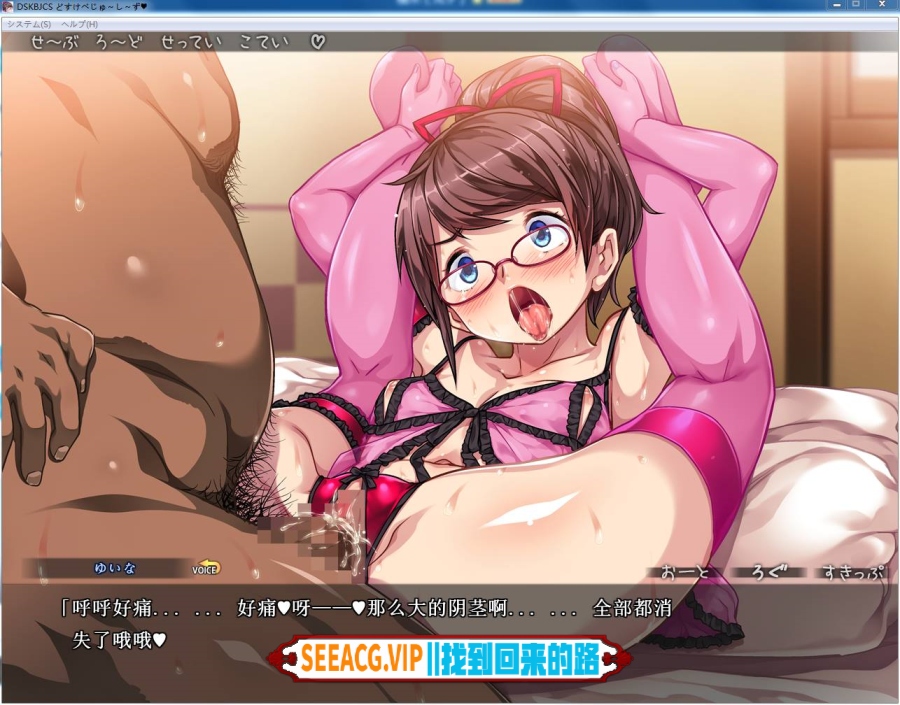 DSKBJCS どすけべじゅ～し～ず♥
システム(S) ヘルプ(H)
せ～ぶ ろ～ど せってい こてい ♡
ゆいな VOICE
おーと ろぐ すきっぷ
「呼呼好痛... ... 好痛♥呀——♥那么大的阴茎啊... ... 全部都消
失了哦哦♥
SEEACG.VIP||找到回来的路